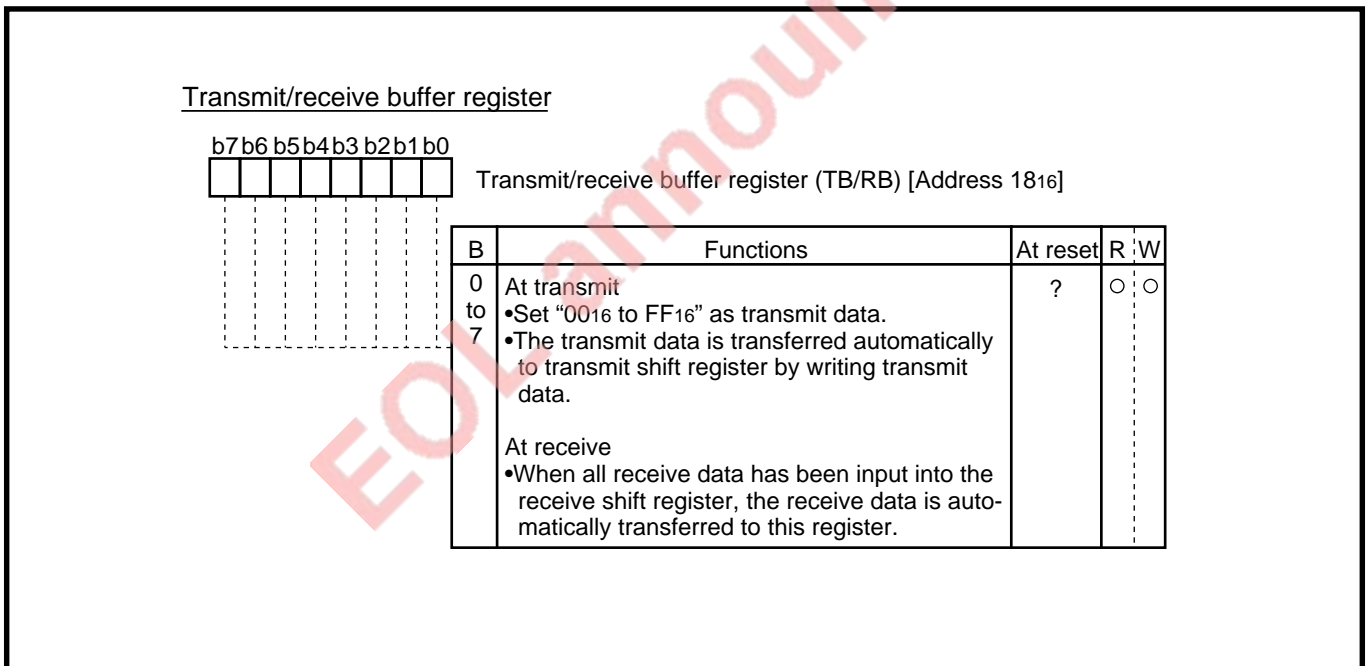 Transmit/receive buffer register
b7 b6 b5 b4 b3 b2 b1 b0
Transmit/receive buffer register (TB/RB) [Address 1816]
B Functions At reset R W
0 At transmit ? ○ ○
to •Set “0016 to FF16” as transmit data.
7 •The transmit data is transferred automatically
to transmit shift register by writing transmit
data.
At receive
•When all receive data has been input into the
receive shift register, the receive data is auto-
matically transferred to this register.
EOL announ